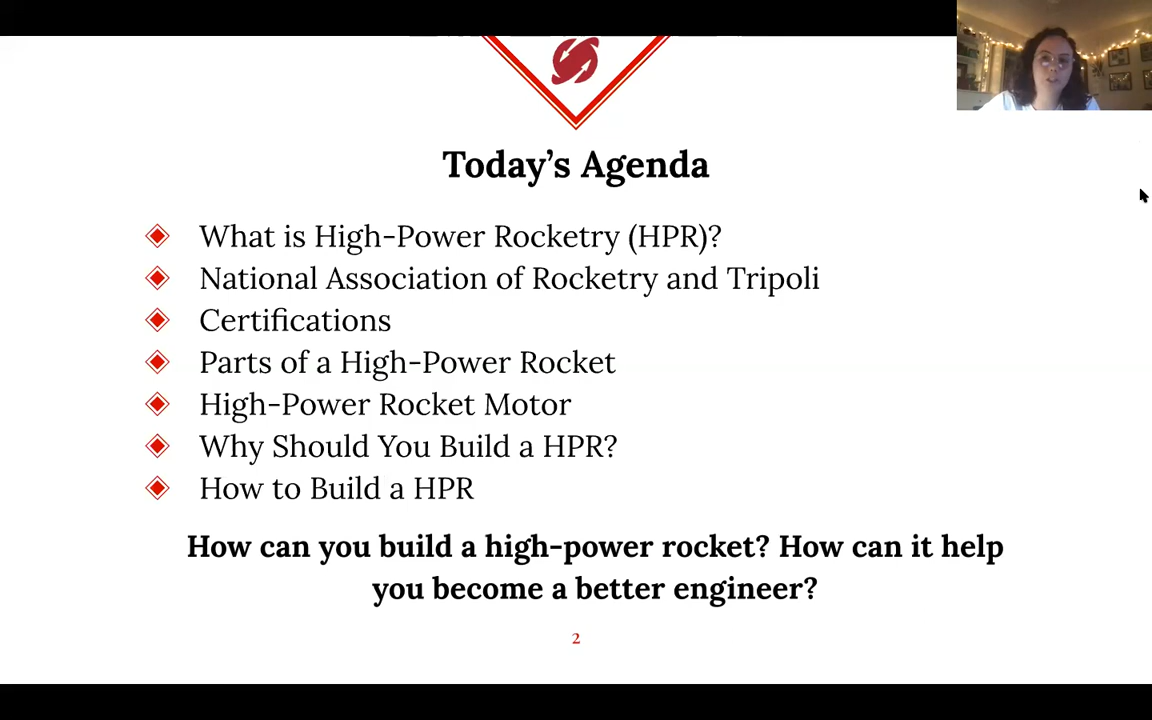 Today's Agenda
What is High-Power Rocketry (HPR)?
National Association of Rocketry and Tripoli
Certifications
Parts of a High-Power Rocket
High-Power Rocket Motor
Why Should You Build a HPR?
How to Build a HPR
How can you build a high-power rocket? How can it help
you become a better engineer?
2